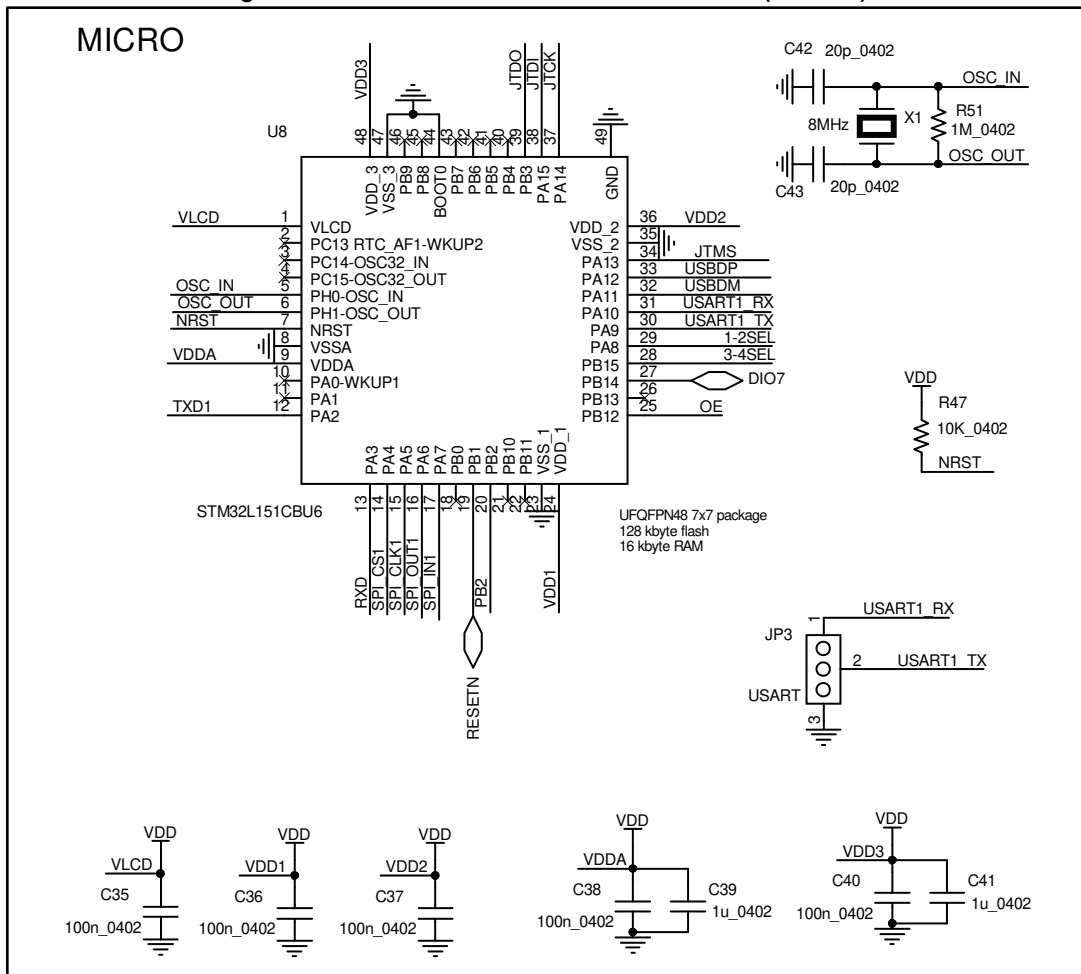 MICRO
VDD3
JTDO
JTDI
JTCK
U8
48
47
46
45
44
43
42
41
40
39
38
37
49
VDD_3
VSS_3
PB9
PB8
BOOT0
PB7
PB6
PB5
PB4
PB3
PA15
PA14
GND
VLCD
1
VLCD
2
PC13 RTC_AF1-WKUP2
3
PC14-OSC32_IN
4
PC15-OSC32_OUT
OSC_IN
5
PH0-OSC_IN
OSC_OUT
6
PH1-OSC_OUT
NRST
7
NRST
8
VSSA
VDDA
9
VDDA
10
PA0-WKUP1
11
PA1
TXD1
12
PA2
VDD_2
36
VDD2
VSS_2
35
PA13
34
JTMS
PA12
33
USBDP
PA11
32
USBDM
PA10
31
USART1_RX
PA9
30
USART1_TX
PA8
29
1-2SEL
PB15
28
3-4SEL
PB14
27
DIO7
PB13
26
PB12
25
OE
PA3
PA4
PA5
PA6
PA7
PB0
PB1
PB2
PB10
PB11
VSS_1
VDD_1
STM32L151CBU6
13
14
15
16
17
18
19
20
21
22
23
24
UFQFPN48 7x7 package
128 kbyte flash
16 kbyte RAM
RXD
SPI_CS1
SPI_CLK1
SPI_OUT1
SPI_IN1
RESETN
PB2
VDD1
C42
20p_0402
OSC_IN
8MHz
X1
R51
1M_0402
OSC_OUT
C43
20p_0402
VDD
R47
10K_0402
NRST
JP3
1
USART1_RX
2
USART1_TX
USART
3
VDD
VLCD
C35
100n_0402
VDD
VDD1
C36
100n_0402
VDD
VDD2
C37
100n_0402
VDD
VDDA
C38
100n_0402
C39
1u_0402
VDD
VDD3
C40
100n_0402
C41
1u_0402